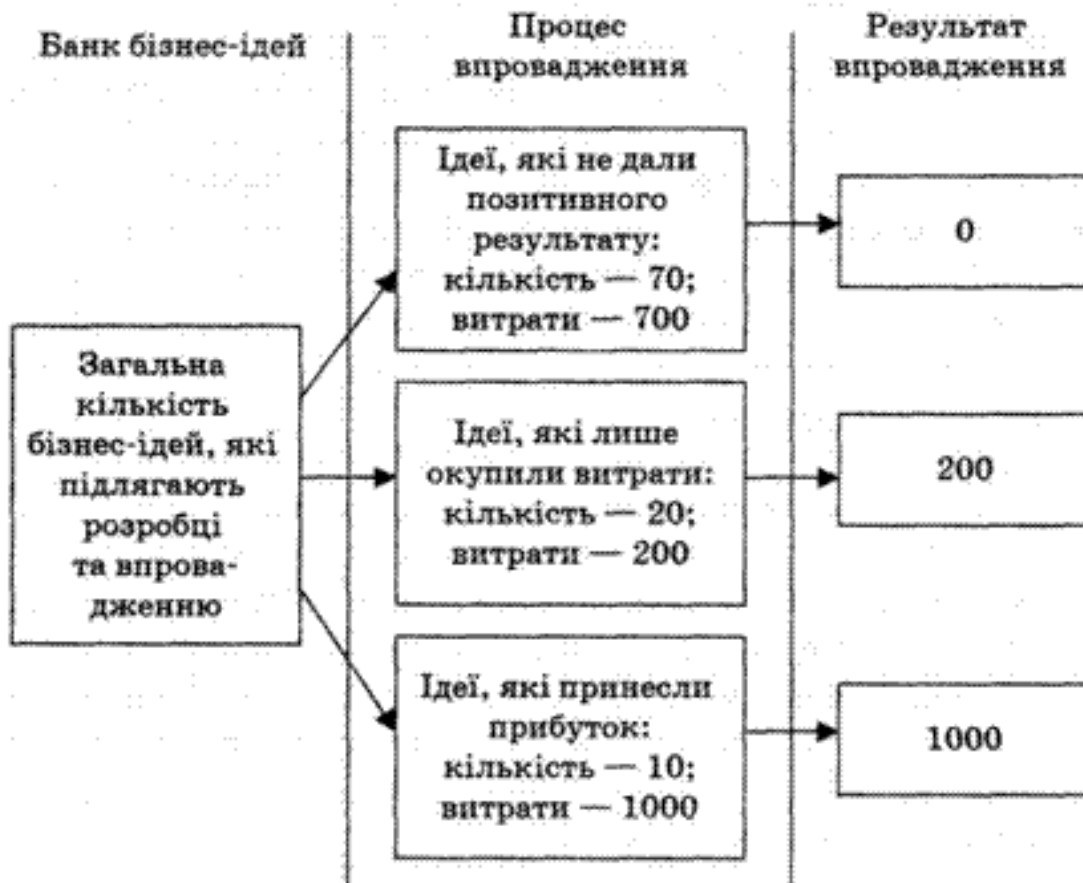 Банк бізнес-ідей
Процес
впровадження
Результат
впровадження
Загальна
кількість
бізнес-ідей, які
підлягають
розробці
та впрова-
дженню
Ідеї, які не дали
позитивного
результату:
кількість — 70;
витрати — 700
0
Ідеї, які лише
окупили витрати:
кількість — 20;
витрати — 200
200
Ідеї, які принесли
прибуток:
кількість — 10;
витрати — 1000
1000